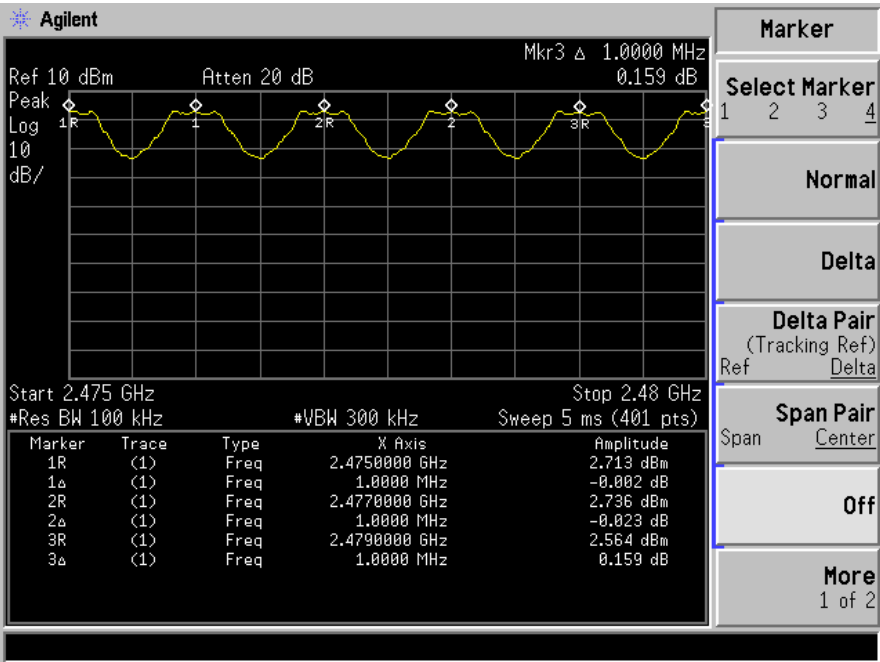 Agilent
Marker
Mkr3 Δ 1.0000 MHz
Ref 10 dBm Atten 20 dB 0.159 dB
Peak
Log
10
dB/
1R 1 2R 2 3R 3
Start 2.475 GHz Stop 2.48 GHz
#Res BW 100 kHz #VBW 300 kHz Sweep 5 ms (401 pts)
Marker Trace Type X Axis Amplitude
1R (1) Freq 2.4750000 GHz 2.713 dBm
1Δ (1) Freq 1.0000 MHz -0.002 dB
2R (1) Freq 2.4770000 GHz 2.736 dBm
2Δ (1) Freq 1.0000 MHz -0.023 dB
3R (1) Freq 2.4790000 GHz 2.564 dBm
3Δ (1) Freq 1.0000 MHz 0.159 dB
Select Marker
1 2 3 4
Normal
Delta
Delta Pair
(Tracking Ref)
Ref Delta
Span Pair
Span Center
Off
More
1 of 2